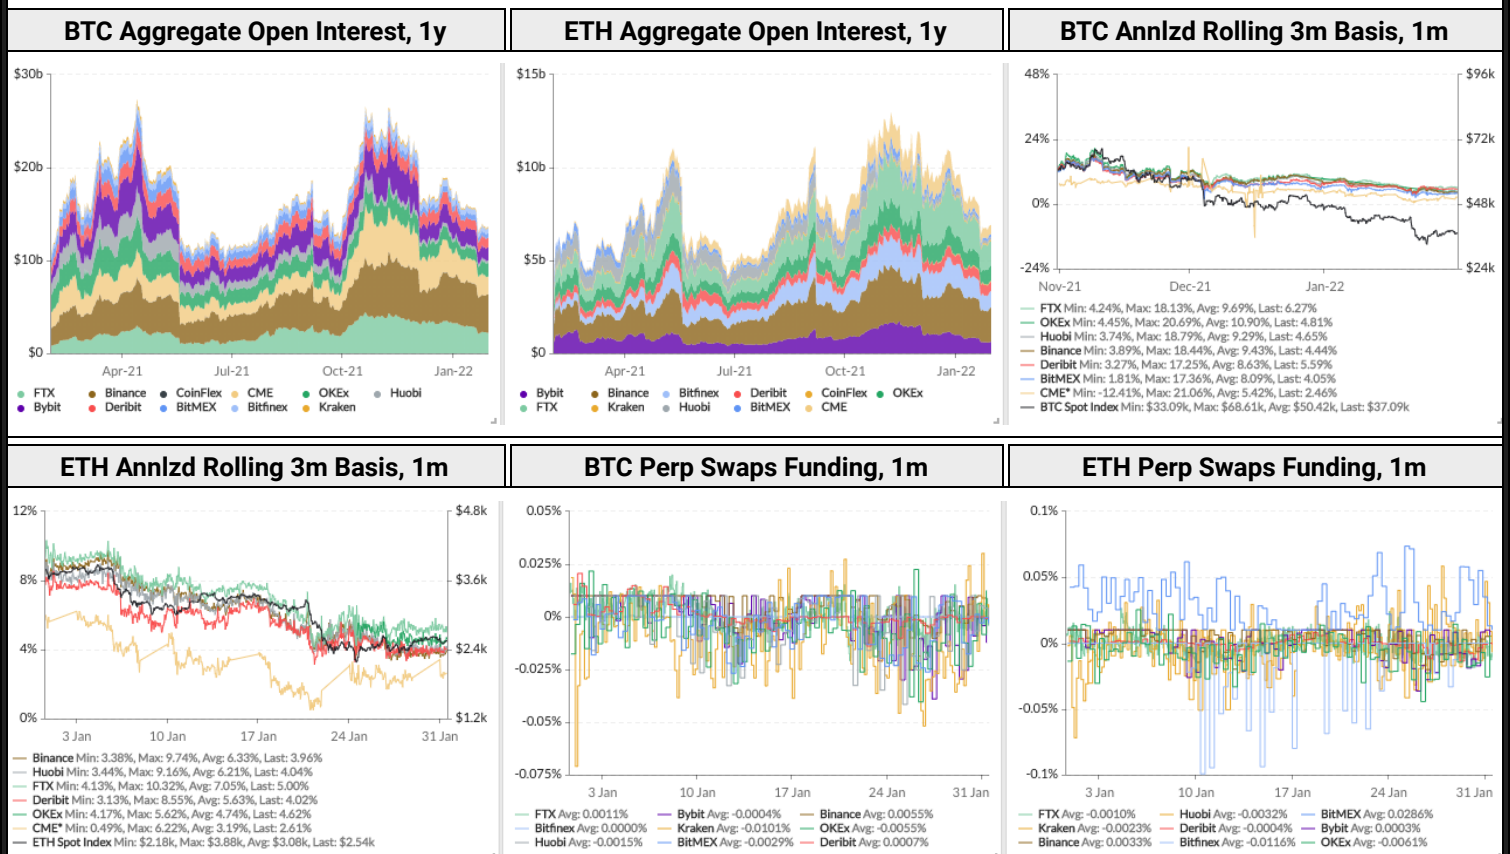 BTC Aggregate Open Interest, 1y
$30b
$20b
$10b
$0
Apr-21 Jul-21 Oct-21 Jan-22
FTX Binance CoinFlex CME OKEx Huobi
Bybit Deribit BitMEX Bitfinex Kraken
ETH Aggregate Open Interest, 1y
$15b
$10b
$5b
$0
Apr-21 Jul-21 Oct-21 Jan-22
Bybit Binance Bitfinex Deribit CoinFlex OKEx
FTX Kraken Huobi BitMEX CME
BTC Annlzd Rolling 3m Basis, 1m
48% $96k
24% $72k
0% $48k
-24% $24k
Nov-21 Dec-21 Jan-22
FTX Min: 4.24%, Max: 18.13%, Avg: 9.69%, Last: 6.27%
OKEx Min: 4.45%, Max: 20.69%, Avg: 10.90%, Last: 4.81%
Huobi Min: 3.74%, Max: 18.79%, Avg: 9.29%, Last: 4.65%
Binance Min: 3.89%, Max: 18.44%, Avg: 9.43%, Last: 4.44%
Deribit Min: 3.27%, Max: 17.25%, Avg: 8.63%, Last: 5.59%
BitMEX Min: 1.81%, Max: 17.36%, Avg: 8.09%, Last: 4.05%
CME* Min: -12.41%, Max: 21.06%, Avg: 5.42%, Last: 2.46%
BTC Spot Index Min: $33.09k, Max: $68.61k, Avg: $50.42k, Last: $37.09k
ETH Annlzd Rolling 3m Basis, 1m
12% $4.8k
8% $3.6k
4% $2.4k
0% $1.2k
3 Jan 10 Jan 17 Jan 24 Jan 31 Jan
Binance Min: 3.38%, Max: 9.74%, Avg: 6.33%, Last: 3.96%
Huobi Min: 3.44%, Max: 9.16%, Avg: 6.21%, Last: 4.04%
FTX Min: 4.13%, Max: 10.32%, Avg: 7.05%, Last: 5.00%
Deribit Min: 3.13%, Max: 8.55%, Avg: 5.63%, Last: 4.02%
OKEx Min: 4.17%, Max: 5.62%, Avg: 4.74%, Last: 4.62%
CME* Min: 0.49%, Max: 6.22%, Avg: 3.19%, Last: 2.61%
ETH Spot Index Min: $2.18k, Max: $3.88k, Avg: $3.08k, Last: $2.54k
BTC Perp Swaps Funding, 1m
0.05%
0.025%
0%
-0.025%
-0.05%
-0.075%
3 Jan 10 Jan 17 Jan 24 Jan 31 Jan
FTX Avg: 0.0011% Bybit Avg: -0.0004% Binance Avg: 0.0055%
Bitfinex Avg: 0.0000% Kraken Avg: -0.0101% OKEx Avg: -0.0055%
Huobi Avg: -0.0015% BitMEX Avg: -0.0029% Deribit Avg: 0.0007%
ETH Perp Swaps Funding, 1m
0.1%
0.05%
0%
-0.05%
-0.1%
3 Jan 10 Jan 17 Jan 24 Jan 31 Jan
FTX Avg: -0.0010% Huobi Avg: -0.0032% BitMEX Avg: 0.0286%
Kraken Avg: -0.0023% Deribit Avg: -0.0004% Bybit Avg: 0.0003%
Binance Avg: 0.0033% Bitfinex Avg: -0.0116% OKEx Avg: -0.0061%